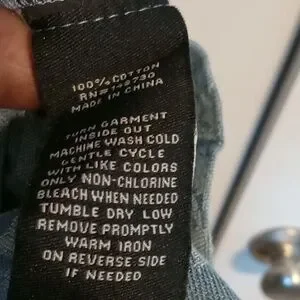 100% COTTON
RN# 148730
MADE IN CHINA
TURN GARMENT
INSIDE OUT
MACHINE WASH COLD
GENTLE CYCLE
WITH LIKE COLORS
ONLY NON-CHLORINE
BLEACH WHEN NEEDED
TUMBLE DRY LOW
REMOVE PROMPTLY
WARM IRON
ON REVERSE SIDE
IF NEEDED